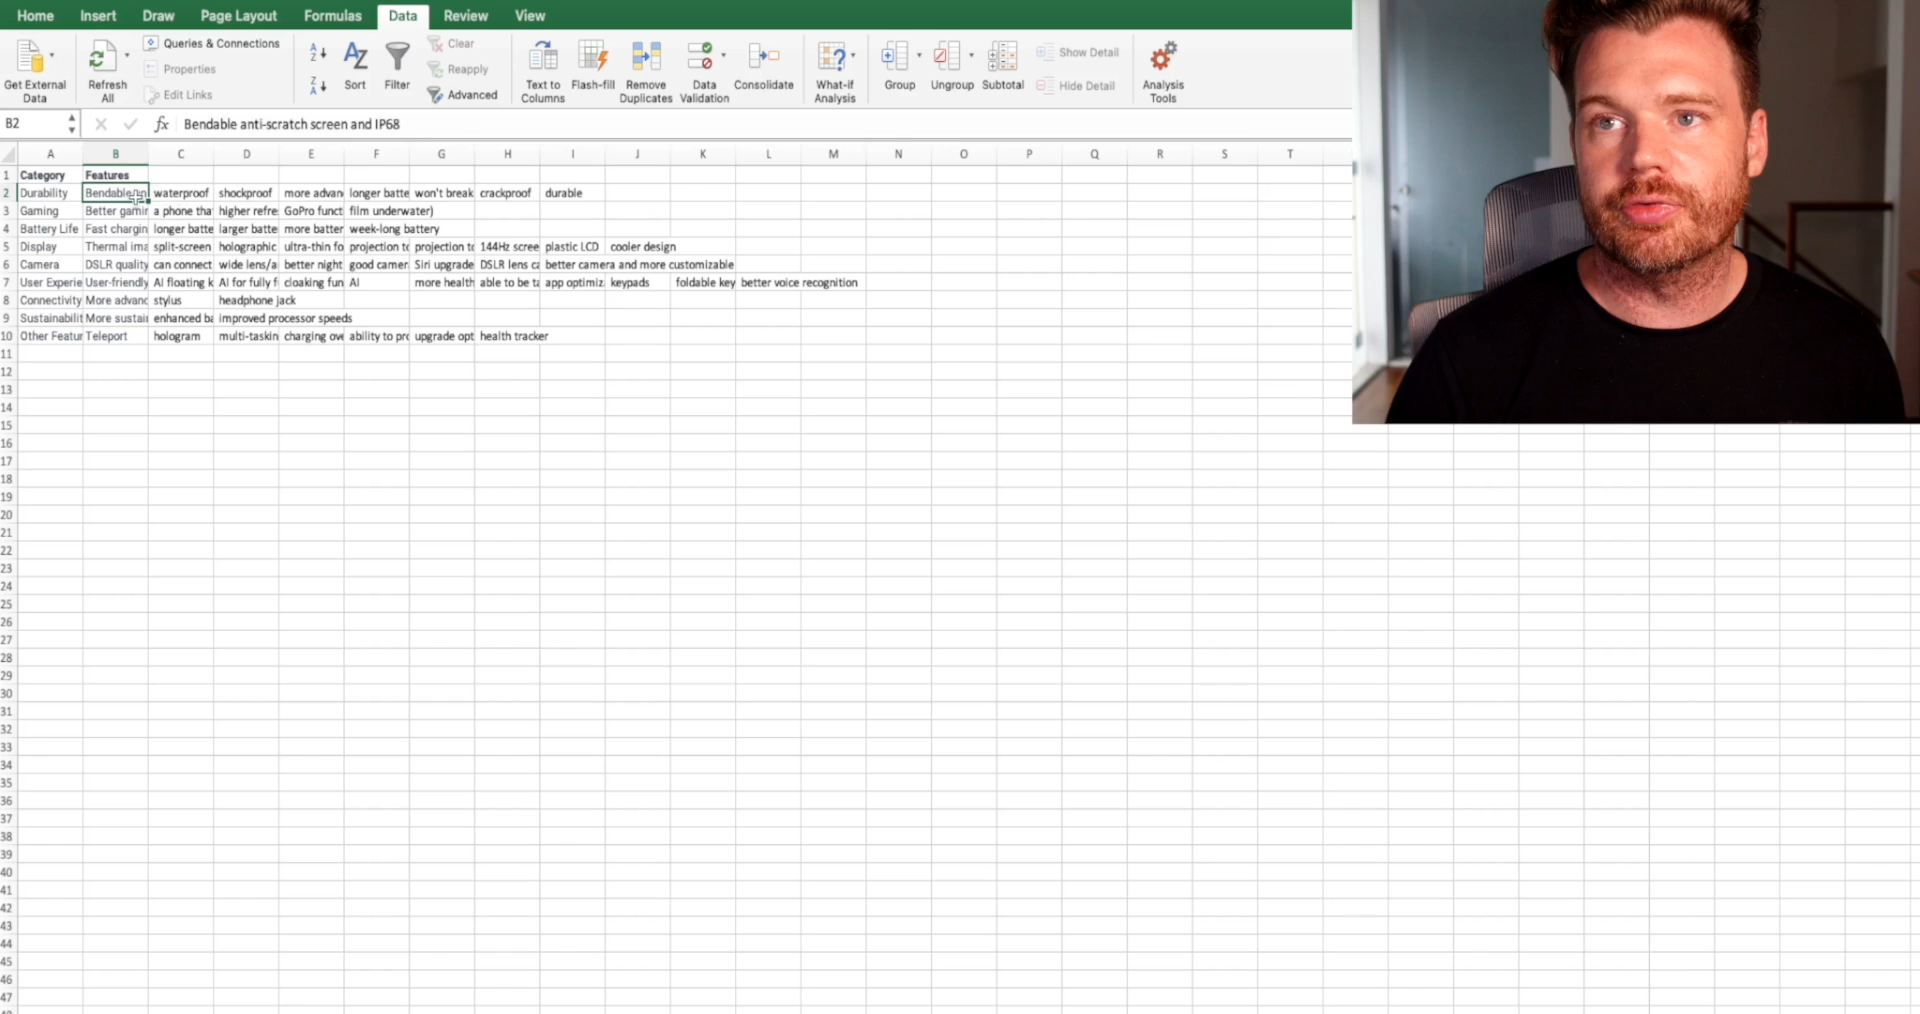 Home Insert Draw Page Layout Formulas Data Review View
Get External Data
Refresh All
Queries & Connections
Properties
Edit Links
A Z
Z A
A Z
Sort
Filter
Clear
Reapply
Advanced
Text to Columns
Flash-fill
Remove Duplicates
Data Validation
Consolidate
?
What-if Analysis
Group
Ungroup
Subtotal
Show Detail
Hide Detail
Analysis Tools
B2 fx Bendable anti-scratch screen and IP68
A B C D E F G H I J K L M N O P Q R S T
1 Category Features
2 Durability Bendable waterproof shockproof more advan longer batte won't break crackproof durable
3 Gaming Better gamin a phone tha higher refre GoPro funct film underwater)
4 Battery Life Fast chargin longer batte larger batte more batter week-long battery
5 Display Thermal ima split-screen holographic ultra-thin fo projection to projection to 144Hz scree plastic LCD cooler design
6 Camera DSLR quality can connect wide lens/a better night good camer Siri upgrade DSLR lens ca better camera and more customizable
7 User Experie User-friendly AI floating k AI for fully f cloaking fun AI more health able to be ta app optimiz keypads foldable key better voice recognition
8 Connectivity More advanc stylus headphone jack
9 Sustainabilit More sustai enhanced ba improved processor speeds
10 Other Featur Teleport hologram multi-taskin charging ove ability to pro upgrade opt health tracker
11
12
13
14
15
16
17
18
19
20
21
22
23
24
25
26
27
28
29
30
31
32
33
34
35
36
37
38
39
40
41
42
43
44
45
46
47